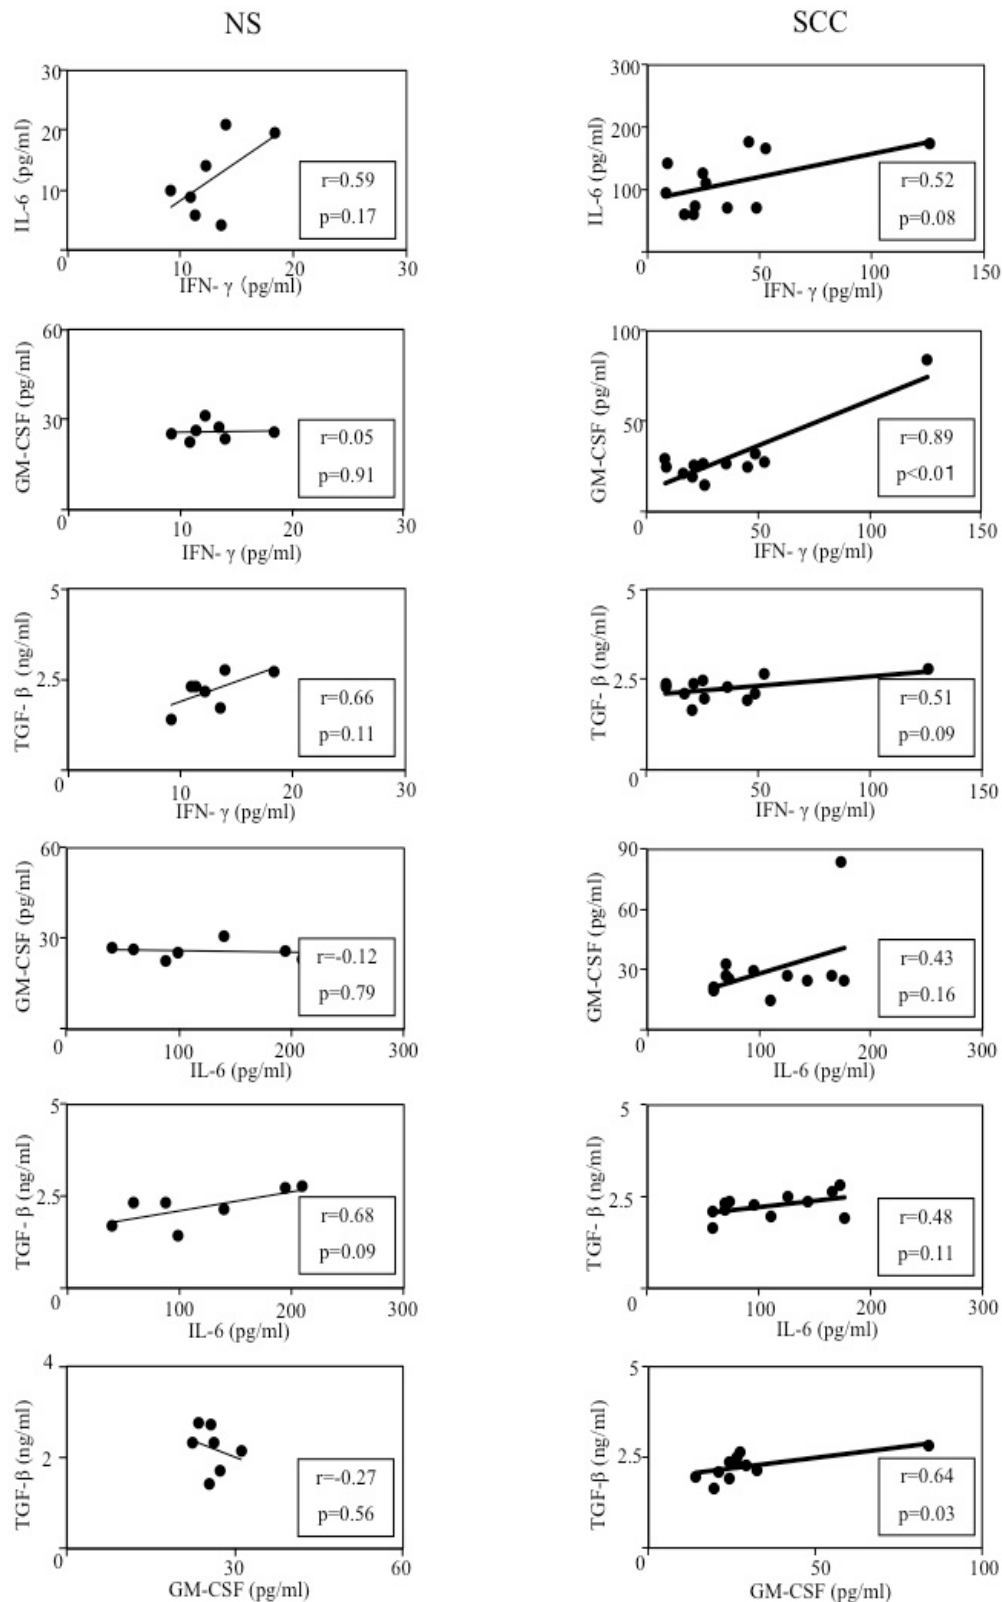 NS
SCC
30
20
10
0
10
20
30
IL-6 (pg/ml)
IFN- γ (pg/ml)
r=0.59
p=0.17
300
200
100
0
50
100
150
IL-6 (pg/ml)
IFN- γ (pg/ml)
r=0.52
p=0.08
60
30
0
10
20
30
GM-CSF (pg/ml)
IFN- γ (pg/ml)
r=0.05
p=0.91
100
50
0
50
100
150
GM-CSF (pg/ml)
IFN- γ (pg/ml)
r=0.89
p<0.01
5
2.5
0
10
20
30
TGF- β (ng/ml)
IFN- γ (pg/ml)
r=0.66
p=0.11
5
2.5
0
50
100
150
TGF- β (ng/ml)
IFN- γ (pg/ml)
r=0.51
p=0.09
60
30
0
100
200
300
GM-CSF (pg/ml)
IL-6 (pg/ml)
r=-0.12
p=0.79
90
60
30
0
100
200
300
GM-CSF (pg/ml)
IL-6 (pg/ml)
r=0.43
p=0.16
5
2.5
0
100
200
300
TGF- β (ng/ml)
IL-6 (pg/ml)
r=0.68
p=0.09
5
2.5
0
100
200
300
TGF- β (ng/ml)
IL-6 (pg/ml)
r=0.48
p=0.11
4
2
0
30
60
TGF-β (ng/ml)
GM-CSF (pg/ml)
r=-0.27
p=0.56
5
2.5
0
50
100
TGF-β (ng/ml)
GM-CSF (pg/ml)
r=0.64
p=0.03